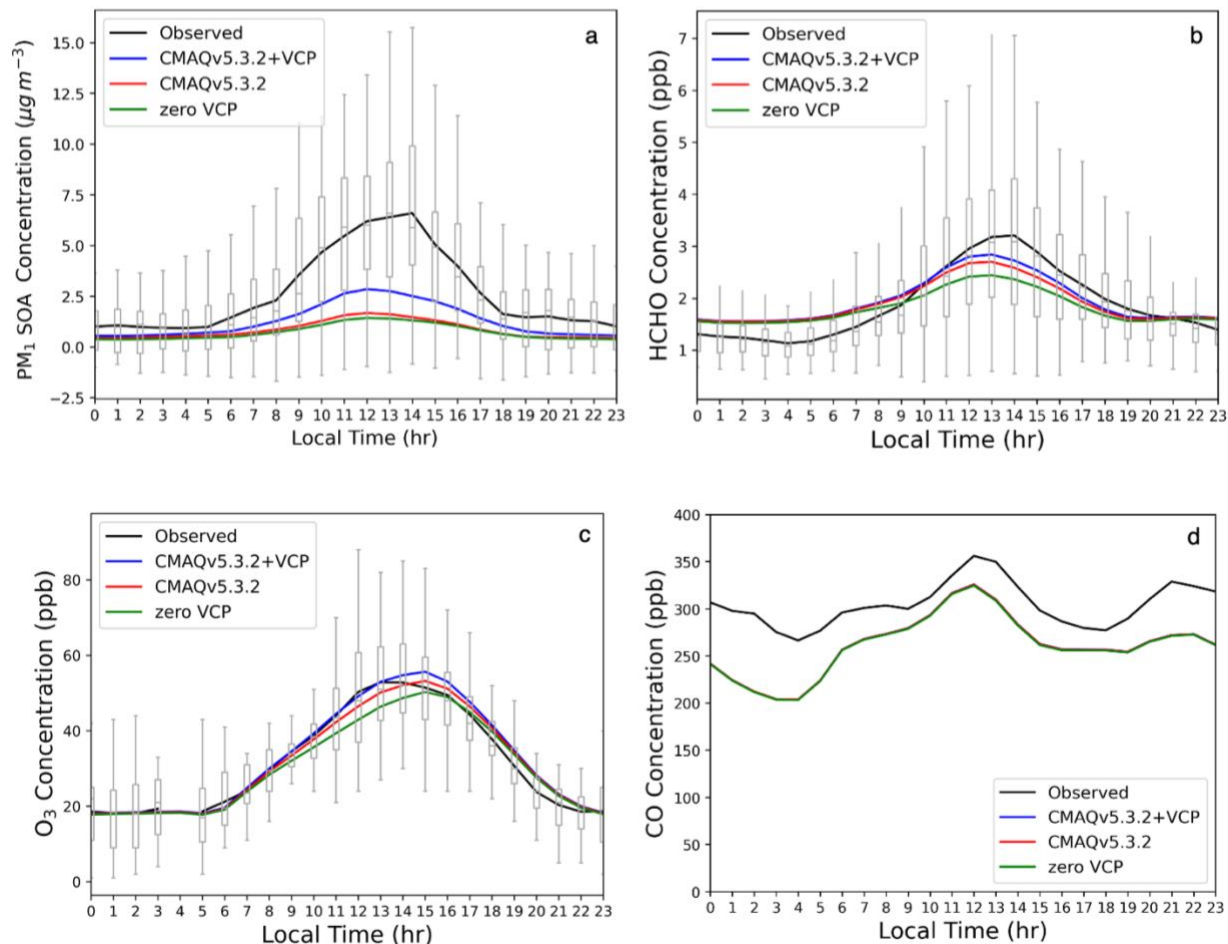 a
Observed
CMAQv5.3.2+VCP
CMAQv5.3.2
zero VCP
PM₁ SOA Concentration (μg m⁻³)
15.0
12.5
10.0
7.5
5.0
2.5
0.0
−2.5
0 1 2 3 4 5 6 7 8 9 10 11 12 13 14 15 16 17 18 19 20 21 22 23
Local Time (hr)
b
Observed
CMAQv5.3.2+VCP
CMAQv5.3.2
zero VCP
HCHO Concentration (ppb)
7
6
5
4
3
2
1
0 1 2 3 4 5 6 7 8 9 10 11 12 13 14 15 16 17 18 19 20 21 22 23
Local Time (hr)
c
Observed
CMAQv5.3.2+VCP
CMAQv5.3.2
zero VCP
O₃ Concentration (ppb)
80
60
40
20
0
0 1 2 3 4 5 6 7 8 9 10 11 12 13 14 15 16 17 18 19 20 21 22 23
Local Time (hr)
d
CO Concentration (ppb)
400
350
300
250
200
150
100
50
0
Observed
CMAQv5.3.2+VCP
CMAQv5.3.2
zero VCP
0 1 2 3 4 5 6 7 8 9 10 11 12 13 14 15 16 17 18 19 20 21 22 23
Local Time (hr)